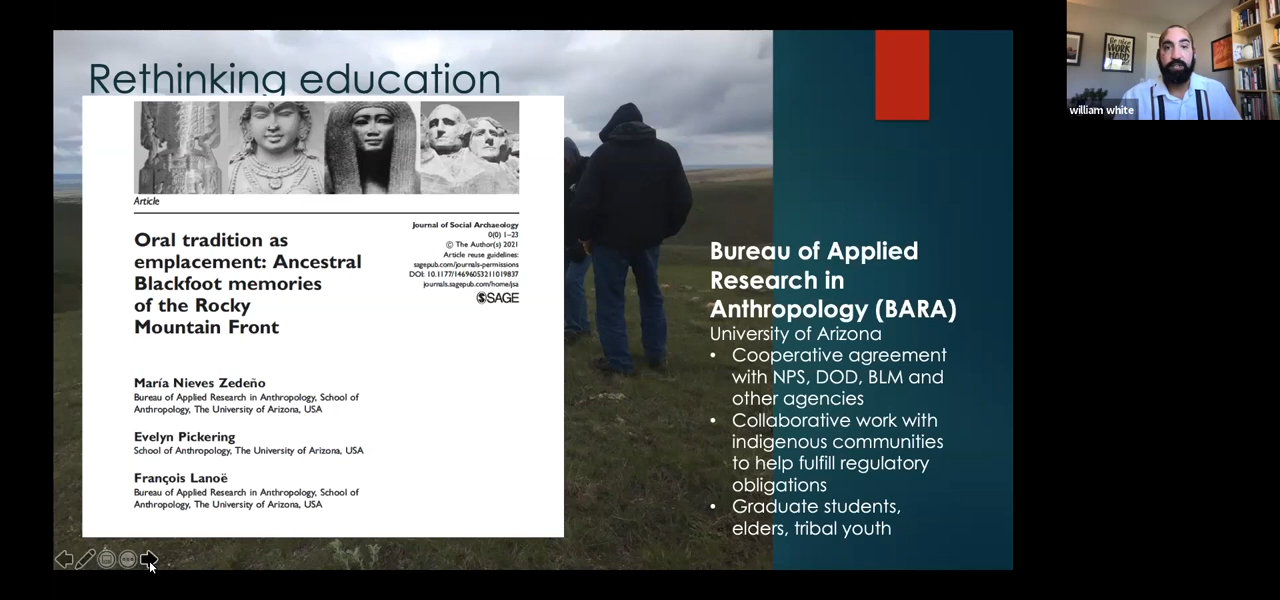 Rethinking education
Article
Journal of Social Archaeology
0(0) 1–23
© The Author(s) 2021
Article reuse guidelines:
sagepub.com/journals-permissions
DOI: 10.1177/14696053211019837
journals.sagepub.com/home/jsa
SAGE
Oral tradition as
emplacement: Ancestral
Blackfoot memories
of the Rocky
Mountain Front
María Nieves Zedeño
Bureau of Applied Research in Anthropology, School of
Anthropology, The University of Arizona, USA
Evelyn Pickering
School of Anthropology, The University of Arizona, USA
François Lanoë
Bureau of Applied Research in Anthropology, School of
Anthropology, The University of Arizona, USA
Bureau of Applied
Research in
Anthropology (BARA)
University of Arizona
• Cooperative agreement
with NPS, DOD, BLM and
other agencies
• Collaborative work with
indigenous communities
to help fulfill regulatory
obligations
• Graduate students,
elders, tribal youth
WORK
HARD
william white